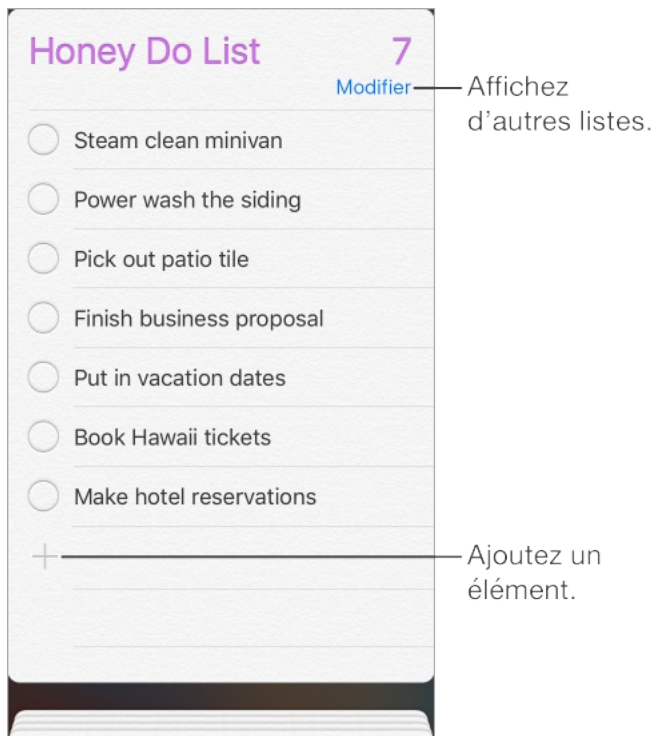 Honey Do List 7
Modifier
Affichez
d'autres listes.
Steam clean minivan
Power wash the siding
Pick out patio tile
Finish business proposal
Put in vacation dates
Book Hawaii tickets
Make hotel reservations
Ajoutez un
élément.